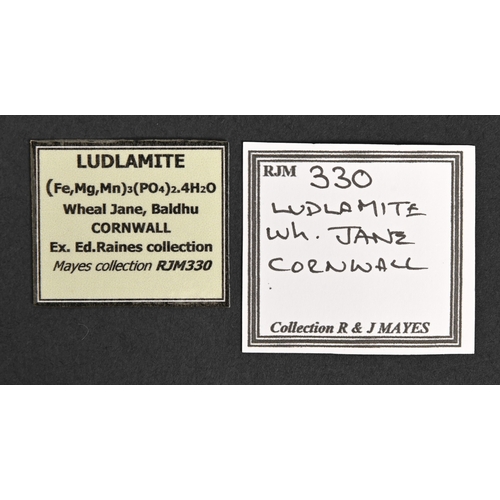 LUDLAMITE
(Fe,Mg,Mn)3(PO4)2.4H2O
Wheal Jane, Baldhu
CORNWALL
Ex. Ed.Raines collection
Mayes collection RJM330
RJM 330
LUDLAMITE
Wh. JANE
CORNWALL
Collection R & J MAYES